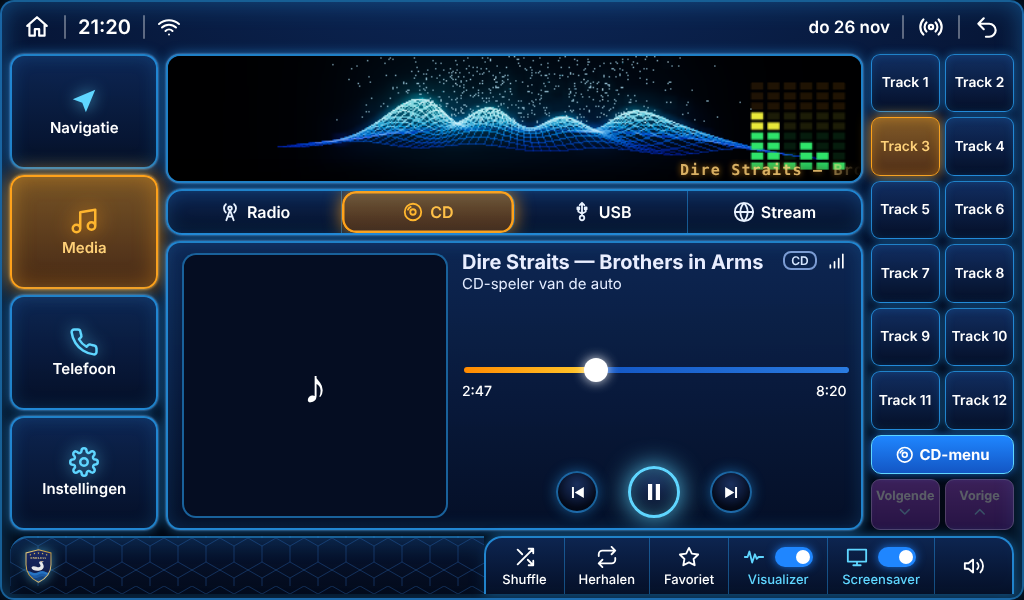 21:20
do 26 nov
Navigatie
Media
Telefoon
Instellingen
Dire Straits —
Radio
CD
USB
Stream
Dire Straits — Brothers in Arms
CD
CD-speler van de auto
2:47
8:20
Track 1
Track 2
Track 3
Track 4
Track 5
Track 6
Track 7
Track 8
Track 9
Track 10
Track 11
Track 12
CD-menu
Volgende
Vorige
Shuffle
Herhalen
Favoriet
Visualizer
Screensaver